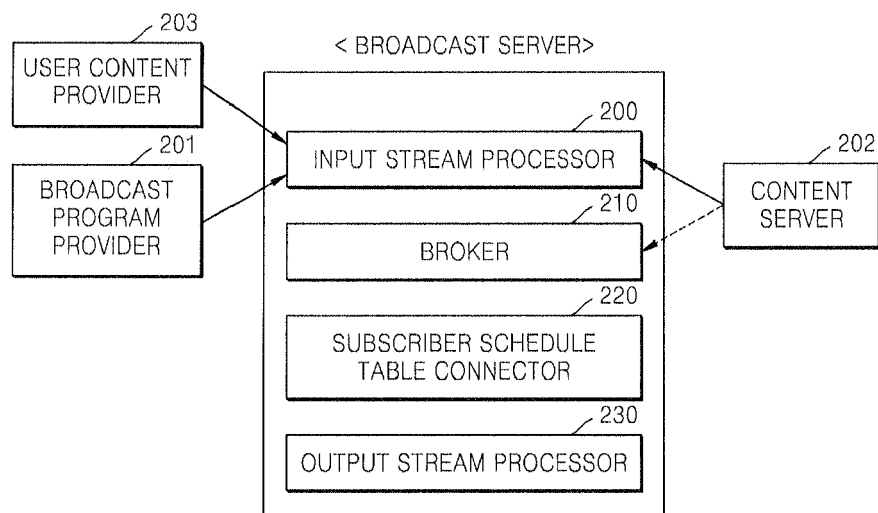 203
USER CONTENT
PROVIDER
201
BROADCAST
PROGRAM
PROVIDER
< BROADCAST SERVER>
200
INPUT STREAM PROCESSOR
210
BROKER
220
SUBSCRIBER SCHEDULE
TABLE CONNECTOR
230
OUTPUT STREAM PROCESSOR
202
CONTENT
SERVER